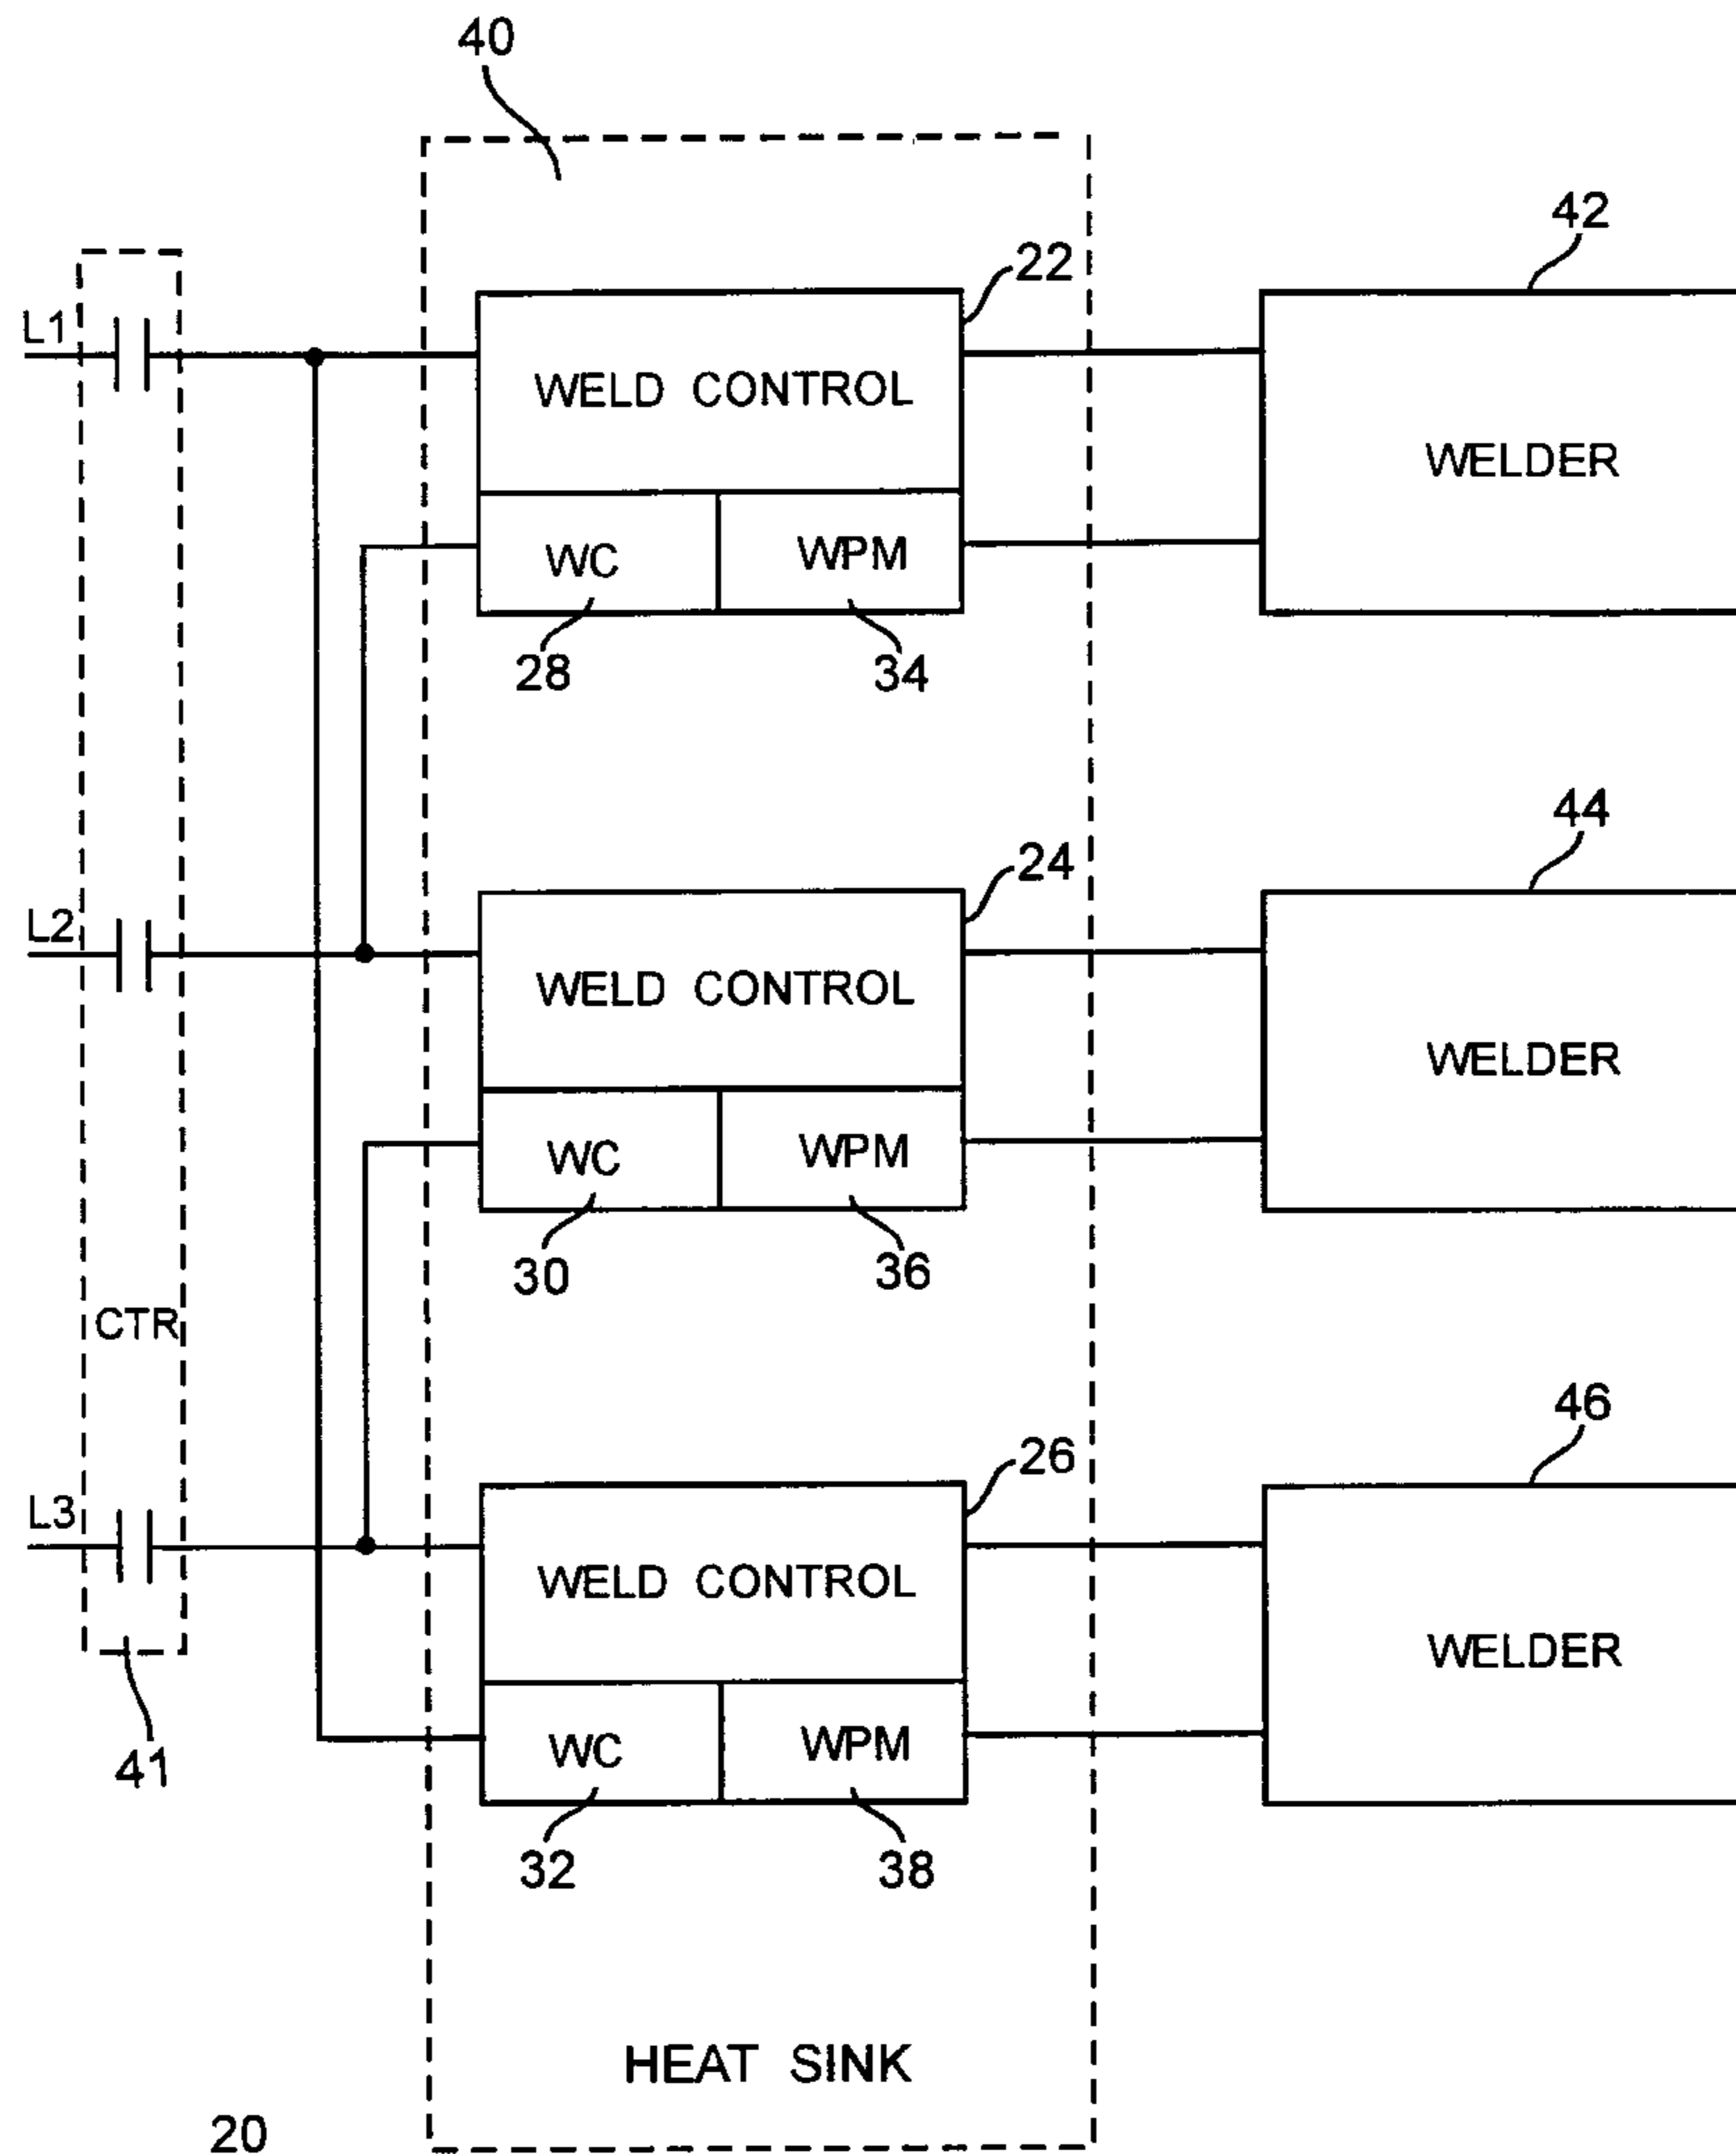 40
42
22
L1
WELD CONTROL
WELDER
WC
WPM
28
34
44
24
L2
WELD CONTROL
WELDER
WC
WPM
30
36
CTR
46
26
L3
WELD CONTROL
WELDER
WC
WPM
41
32
38
HEAT SINK
20